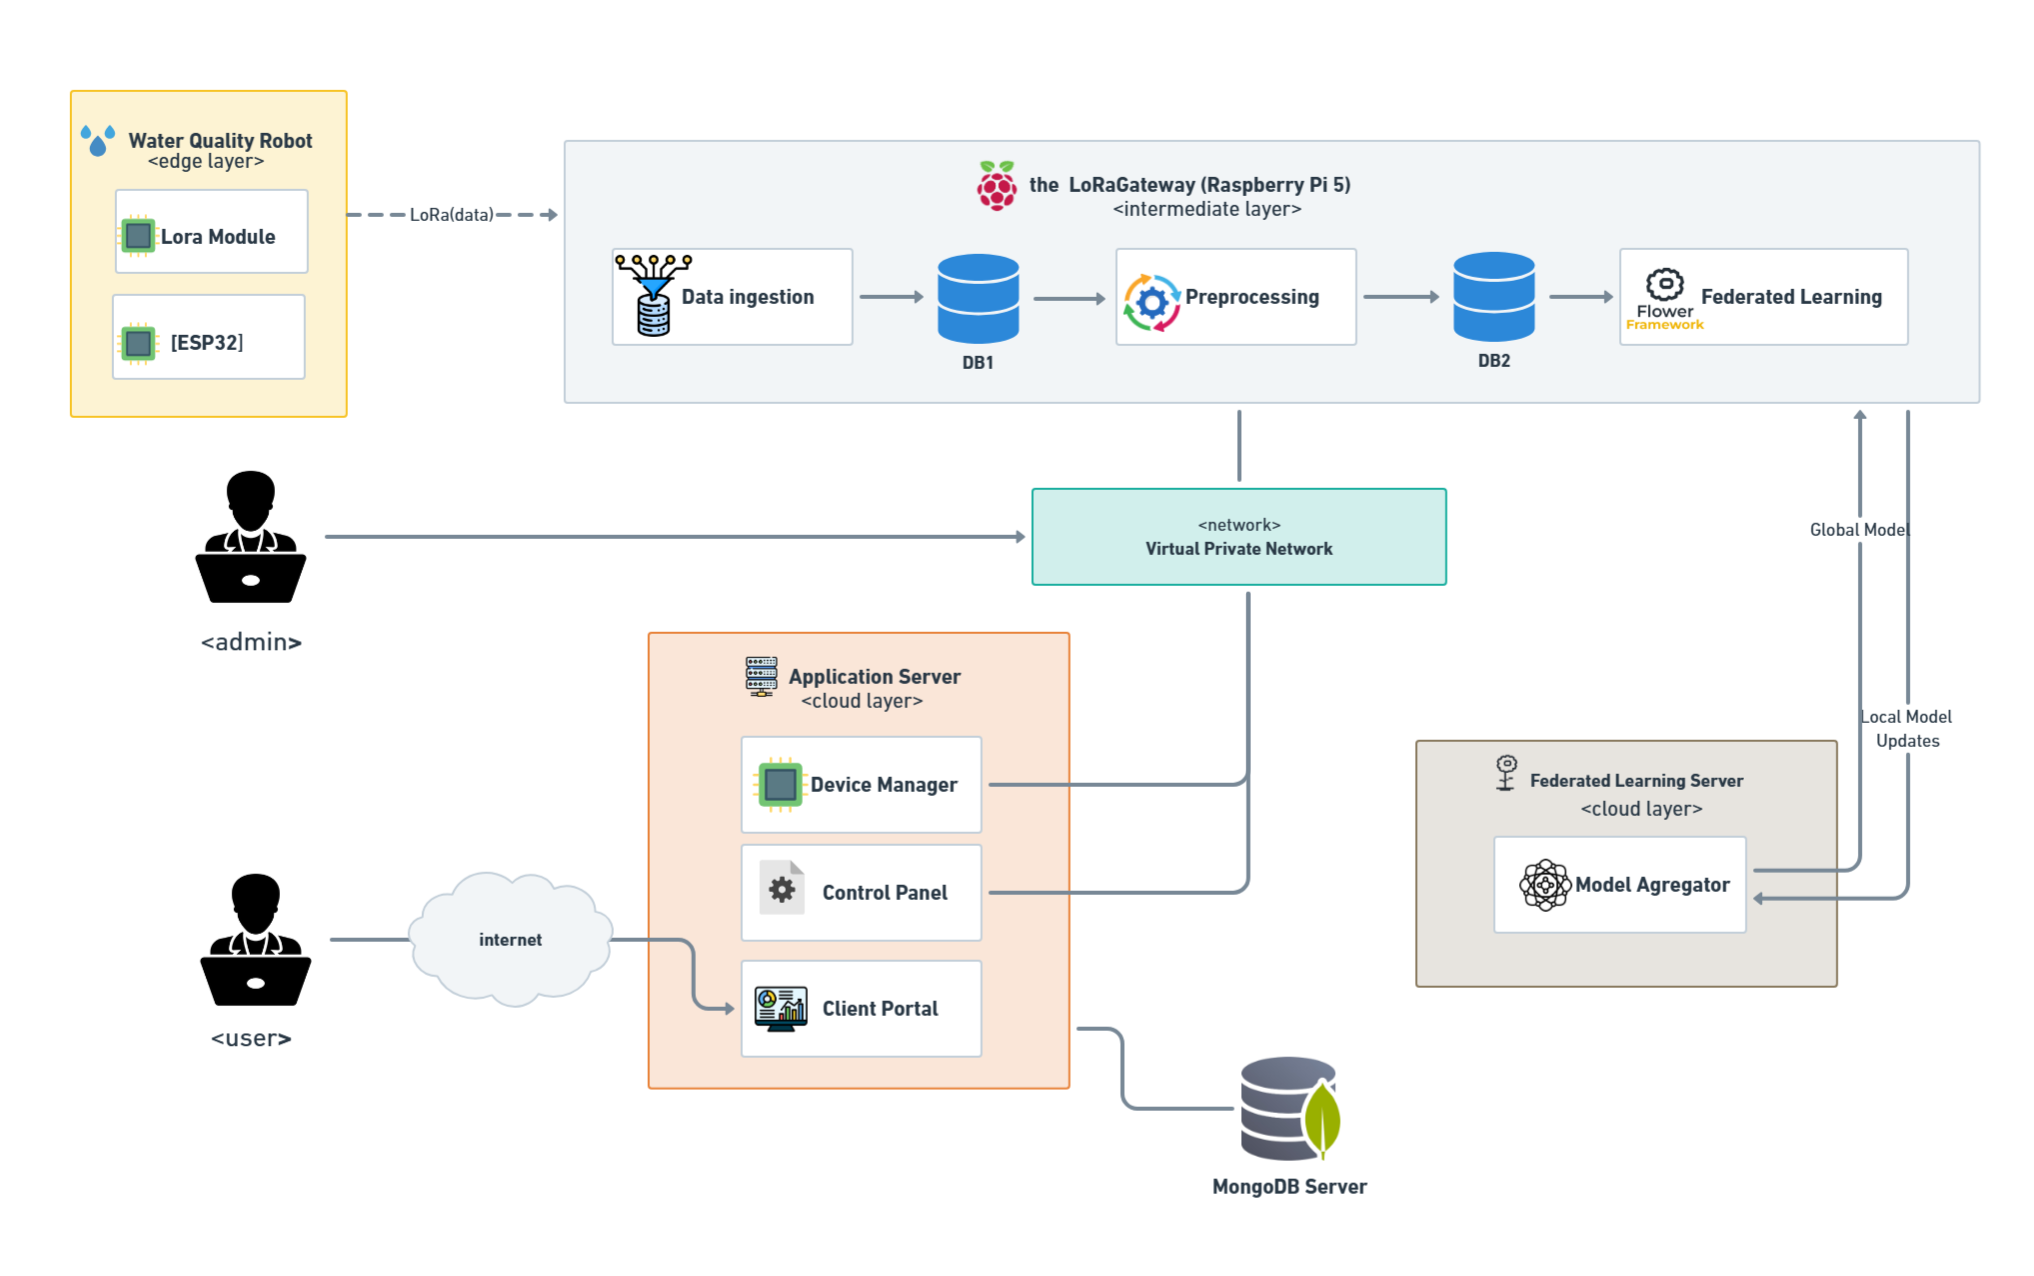 Water Quality Robot
<edge layer>
Lora Module
[ESP32]
LoRa(data)
the LoRaGateway (Raspberry Pi 5)
<intermediate layer>
Data ingestion
DB1
Preprocessing
DB2
Flower
Framework
Federated Learning
<admin>
<network>
Virtual Private Network
Global Model
Local Model
Updates
Application Server
<cloud layer>
Device Manager
Control Panel
Client Portal
<user>
internet
Federated Learning Server
<cloud layer>
Model Agregator
MongoDB Server